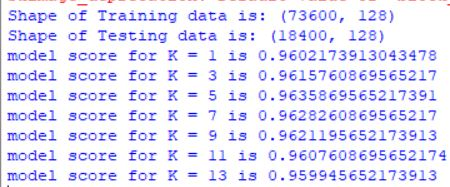 Shape of Training data is: (73600, 128)
Shape of Testing data is: (18400, 128)
model score for K = 1 is 0.9602173913043478
model score for K = 3 is 0.9615760869565217
model score for K = 5 is 0.9635869565217391
model score for K = 7 is 0.9628260869565217
model score for K = 9 is 0.9621195652173913
model score for K = 11 is 0.9607608695652174
model score for K = 13 is 0.959945652173913